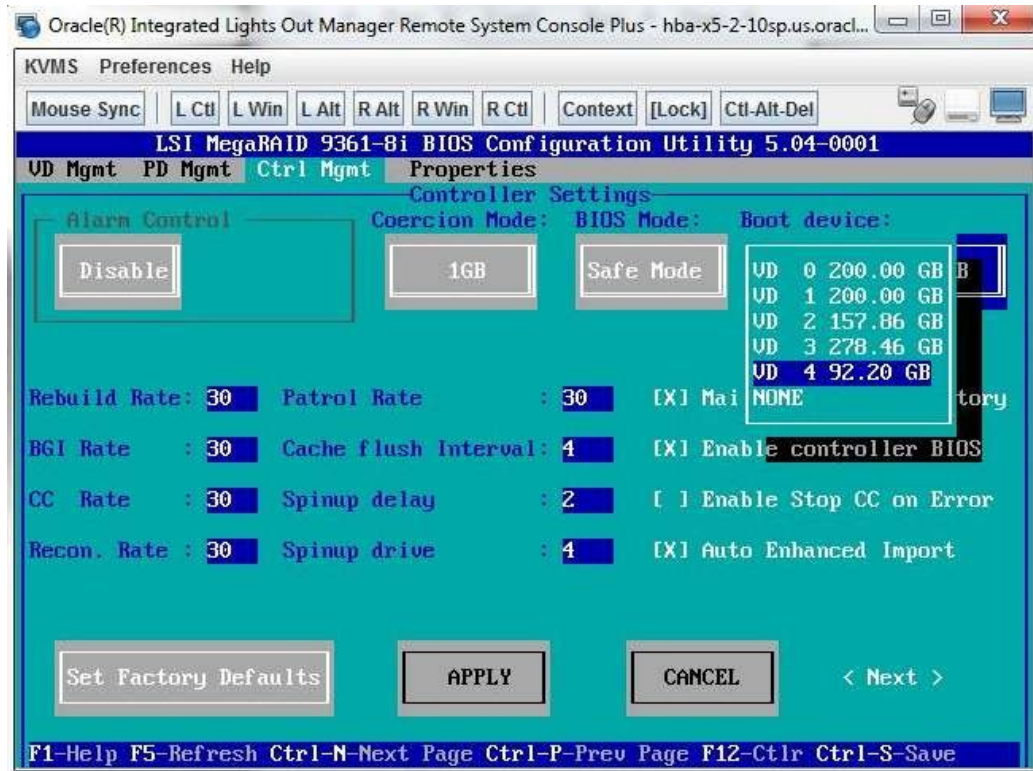 Oracle(R) Integrated Lights Out Manager Remote System Console Plus - hba-x5-2-10sp.us.oracl...
KVMS Preferences Help
Mouse Sync L Ctl L Win L Alt R Alt R Win R Ctl Context [Lock] Ctl-Alt-Del
LSI MegaRAID 9361-8i BIOS Configuration Utility 5.04-0001
VD Mgmt PD Mgmt Ctrl Mgmt Properties
Controller Settings
Alarm Control Coercion Mode: BIOS Mode: Boot device:
Disable 1GB Safe Mode
VD 0 200.00 GB B
VD 1 200.00 GB
VD 2 157.86 GB
VD 3 278.46 GB
VD 4 92.20 GB
NONE
Rebuild Rate: 30 Patrol Rate : 30 [X] Mai tory
BGI Rate : 30 Cache flush Interval: 4 [X] Enable controller BIOS
CC Rate : 30 Spinup delay : 2 [ ] Enable Stop CC on Error
Recon. Rate : 30 Spinup drive : 4 [X] Auto Enhanced Import
Set Factory Defaults APPLY CANCEL < Next >
F1-Help F5-Refresh Ctrl-N-Next Page Ctrl-P-Prev Page F12-Ctlr Ctrl-S-Save